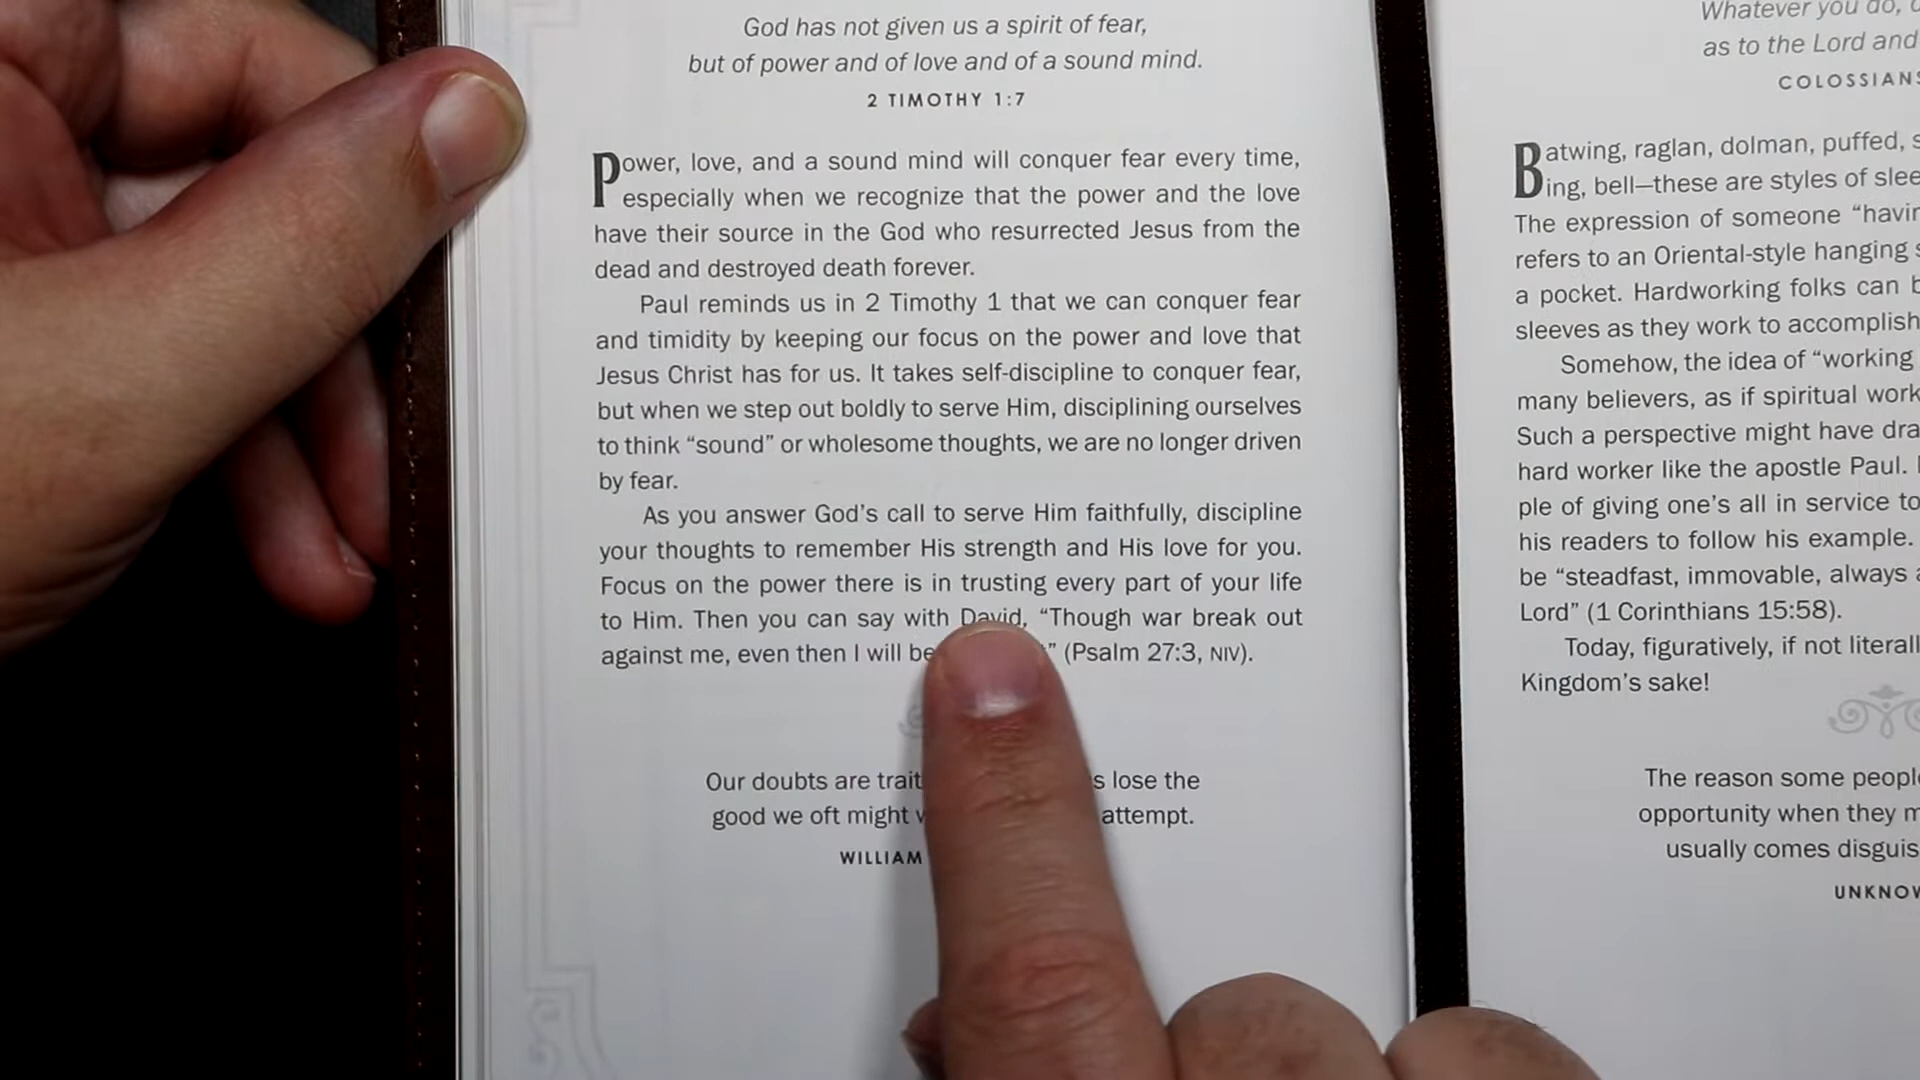 God has not given us a spirit of fear,
but of power and of love and of a sound mind.
2 TIMOTHY 1:7
Power, love, and a sound mind will conquer fear every time,
especially when we recognize that the power and the love
have their source in the God who resurrected Jesus from the
dead and destroyed death forever.
Paul reminds us in 2 Timothy 1 that we can conquer fear
and timidity by keeping our focus on the power and love that
Jesus Christ has for us. It takes self-discipline to conquer fear,
but when we step out boldly to serve Him, disciplining ourselves
to think “sound” or wholesome thoughts, we are no longer driven
by fear.
As you answer God’s call to serve Him faithfully, discipline
your thoughts to remember His strength and His love for you.
Focus on the power there is in trusting every part of your life
to Him. Then you can say with David, “Though war break out
against me, even then I will be ” (Psalm 27:3, NIV).
Our doubts are lose the
good we oft might attempt.
WILLIAM
Whatever you do,
as to the Lord and
COLOSSIANS
Batwing, raglan, dolman, puffed,
ing, bell—these are styles of
The expression of someone
refers to an Oriental-style hanging
a pocket. Hardworking folks can
sleeves as they work to accomplish
Somehow, the idea of “working
many believers, as if spiritual work
Such a perspective might have
hard worker like the apostle Paul.
ple of giving one’s all in service to
his readers to follow his example.
be “steadfast, immovable, always
Lord” (1 Corinthians 15:58).
Today, figuratively, if not
Kingdom’s sake!
The reason some
opportunity when they
usually comes